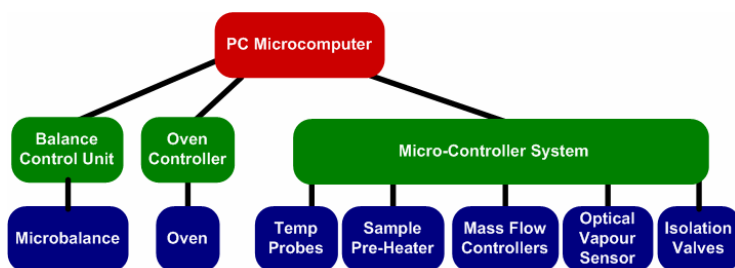 PC Microcomputer
Balance
Control Unit
Oven
Controller
Micro-Controller System
Microbalance
Oven
Temp
Probes
Sample
Pre-Heater
Mass Flow
Controllers
Optical
Vapour
Sensor
Isolation
Valves